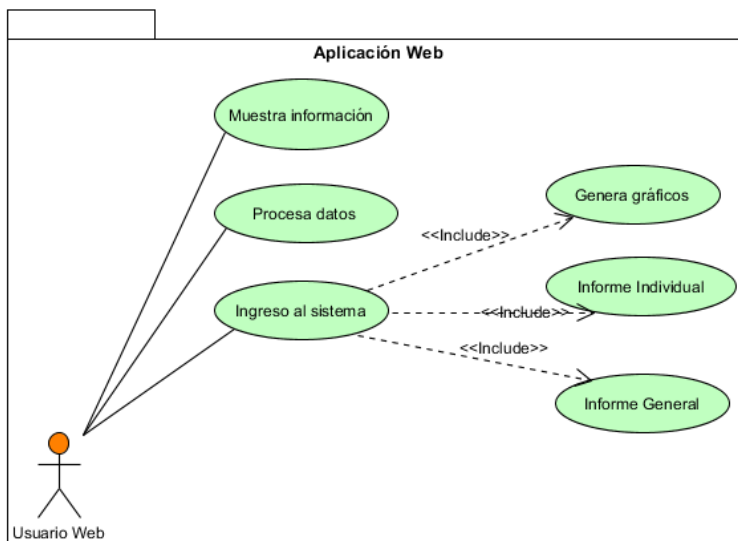 Aplicación Web
Muestra información
Procesa datos
Genera gráficos
<<Include>>
Ingreso al sistema
Informe Individual
<<Include>>
<<Include>>
Informe General
Usuario Web